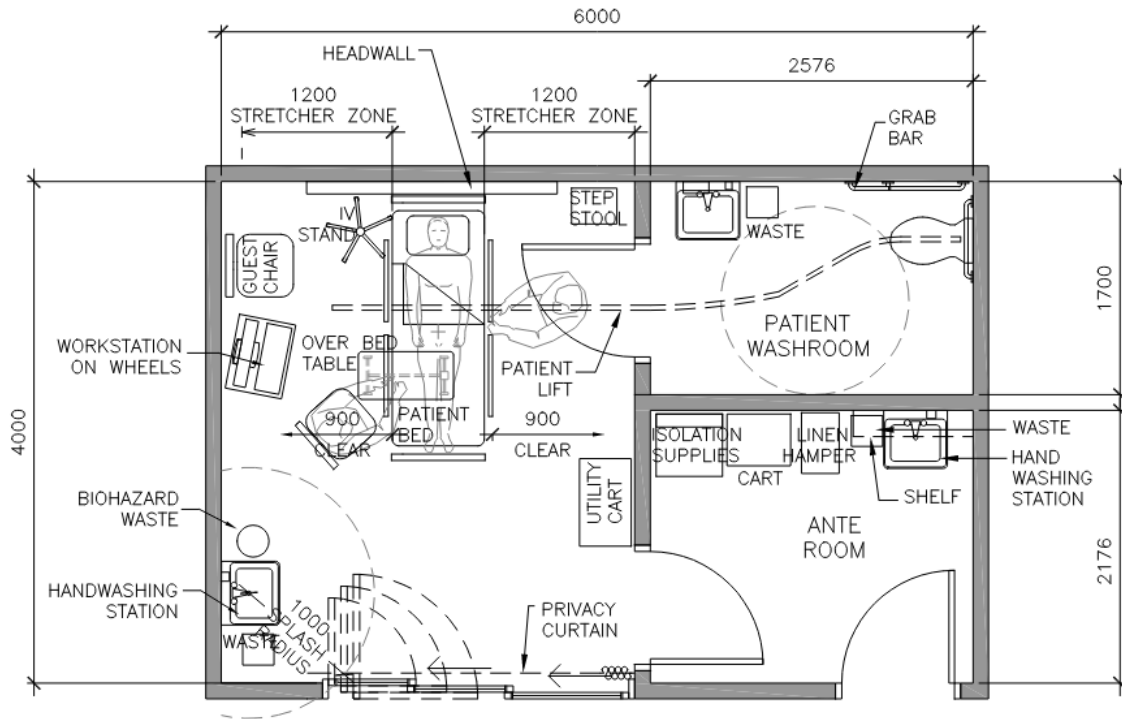 6000
HEADWALL
2576
1200
STRETCHER ZONE
1200
STRETCHER ZONE
GRAB
BAR
STEP
STOOL
IV
STAND
WASTE
GUEST
CHAIR
4000
1700
WORKSTATION
ON WHEELS
OVER BED
TABLE
PATIENT
LIFT
PATIENT
WASHROOM
900
CLEAR
PATIENT
BED
900
CLEAR
ISOLATION
SUPPLIES
CART
LINEN
HAMPER
WASTE
HAND
WASHING
STATION
SHELF
UTILITY
CART
BIOHAZARD
WASTE
ANTE
ROOM
2176
HANDWASHING
STATION
WASTE
1000
SPLASH
RADIUS
PRIVACY
CURTAIN